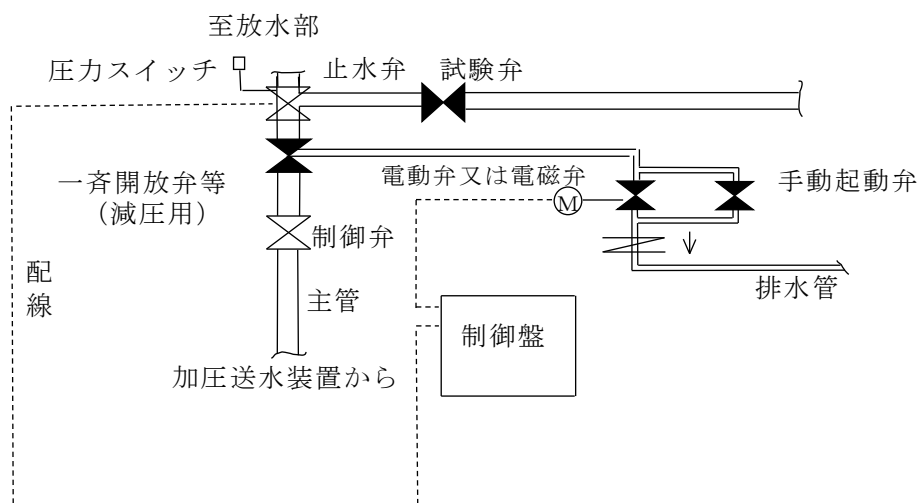 至放水部
圧力スイッチ
止水弁
試験弁
一斉開放弁等
（減圧用）
電動弁又は電磁弁
手動起動弁
M
制御弁
配
線
主管
排水管
制御盤
加圧送水装置から